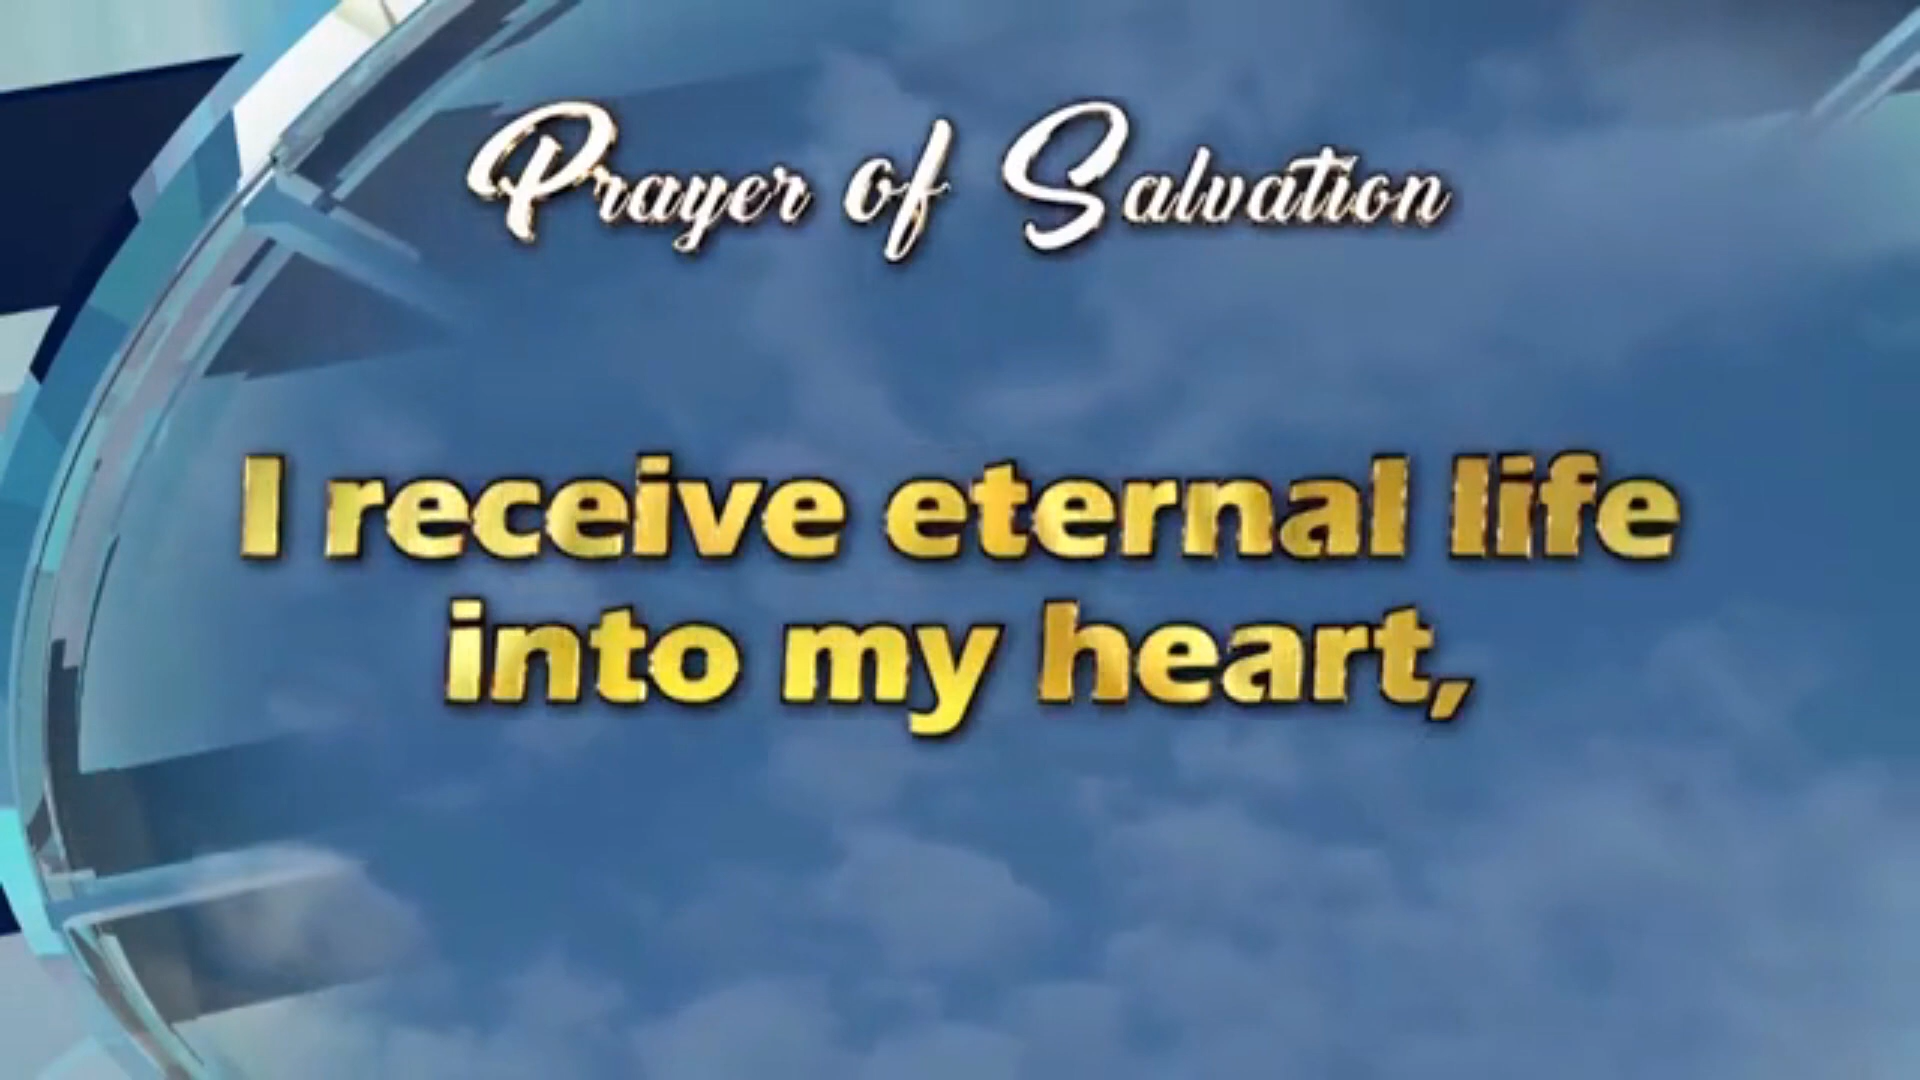 Prayer of Salvation
I receive eternal life
into my heart,